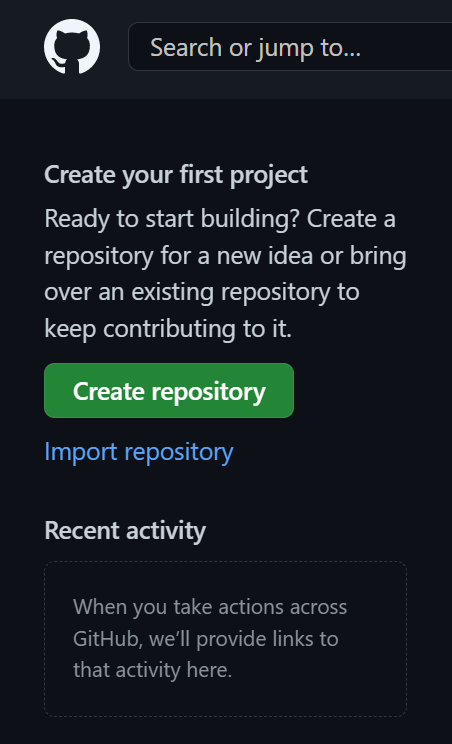 Search or jump to...
Create your first project
Ready to start building? Create a
repository for a new idea or bring
over an existing repository to
keep contributing to it.
Create repository
Import repository
Recent activity
When you take actions across
GitHub, we’ll provide links to
that activity here.